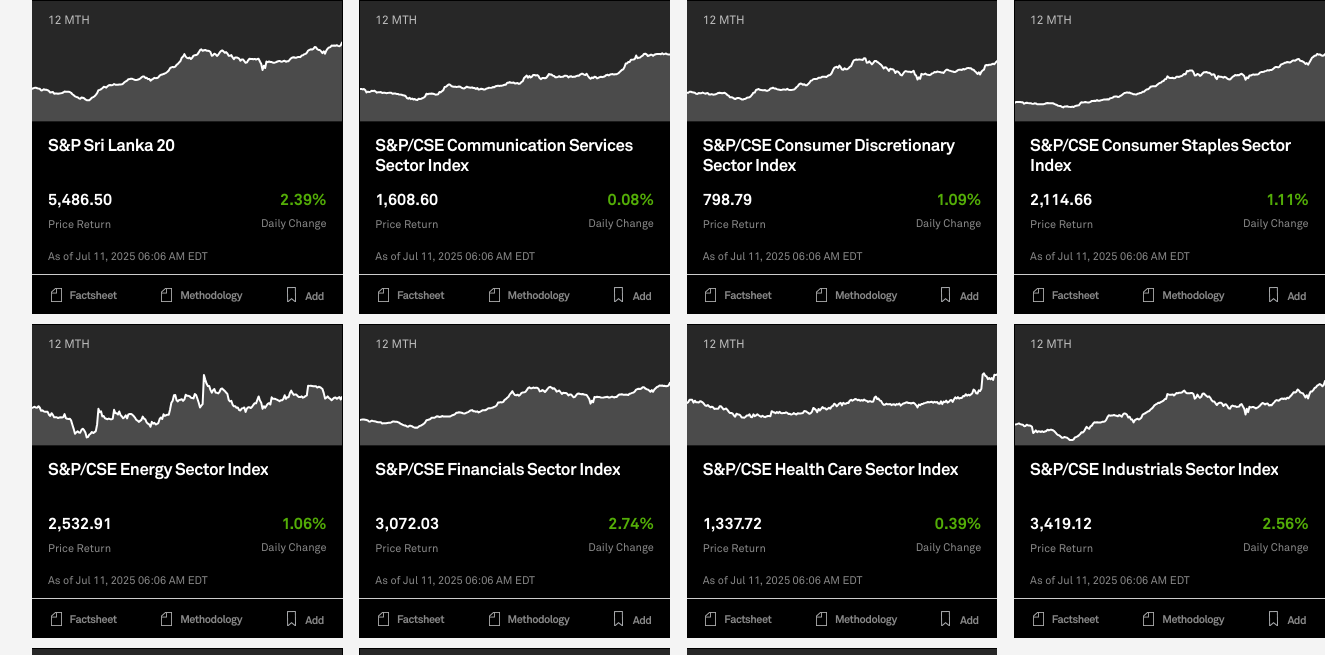 12 MTH
S&P Sri Lanka 20
5,486.50 2.39%
Price Return Daily Change
As of Jul 11, 2025 06:06 AM EDT
Factsheet Methodology Add
12 MTH
S&P/CSE Communication Services
Sector Index
1,608.60 0.08%
Price Return Daily Change
As of Jul 11, 2025 06:06 AM EDT
Factsheet Methodology Add
12 MTH
S&P/CSE Consumer Discretionary
Sector Index
798.79 1.09%
Price Return Daily Change
As of Jul 11, 2025 06:06 AM EDT
Factsheet Methodology Add
12 MTH
S&P/CSE Consumer Staples Sector
Index
2,114.66 1.11%
Price Return Daily Change
As of Jul 11, 2025 06:06 AM EDT
Factsheet Methodology Add
12 MTH
S&P/CSE Energy Sector Index
2,532.91 1.06%
Price Return Daily Change
As of Jul 11, 2025 06:06 AM EDT
Factsheet Methodology Add
12 MTH
S&P/CSE Financials Sector Index
3,072.03 2.74%
Price Return Daily Change
As of Jul 11, 2025 06:06 AM EDT
Factsheet Methodology Add
12 MTH
S&P/CSE Health Care Sector Index
1,337.72 0.39%
Price Return Daily Change
As of Jul 11, 2025 06:06 AM EDT
Factsheet Methodology Add
12 MTH
S&P/CSE Industrials Sector Index
3,419.12 2.56%
Price Return Daily Change
As of Jul 11, 2025 06:06 AM EDT
Factsheet Methodology Add